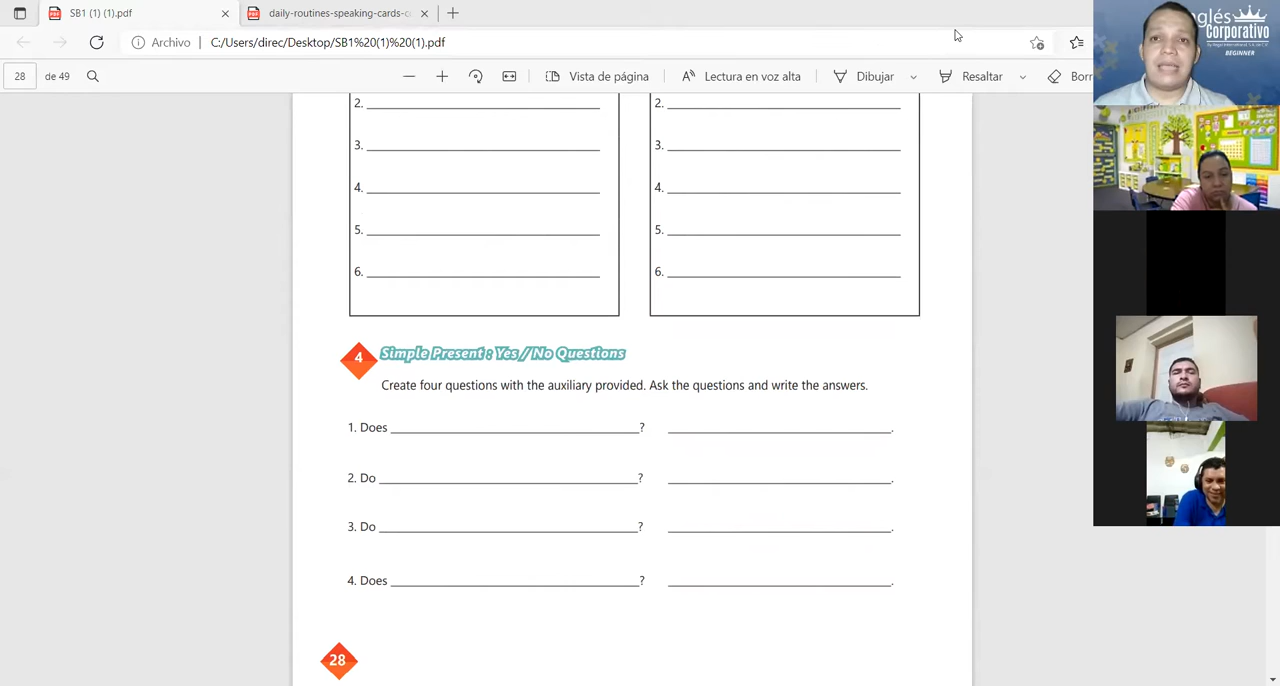 SB1 (1) (1).pdf
daily-routines-speaking-cards-c
Archivo
C:/Users/direc/Desktop/SB1%20(1)%20(1).pdf
28
de 49
Vista de página
Lectura en voz alta
Dibujar
Resaltar
Borr
nglés
Corporativo
BEGINNER
2.
2.
3.
3.
4.
4.
5.
5.
6.
6.
4
Simple Present : Yes / No Questions
Create four questions with the auxiliary provided. Ask the questions and write the answers.
1. Does ?
.
2. Do ?
.
3. Do ?
.
4. Does ?
.
28